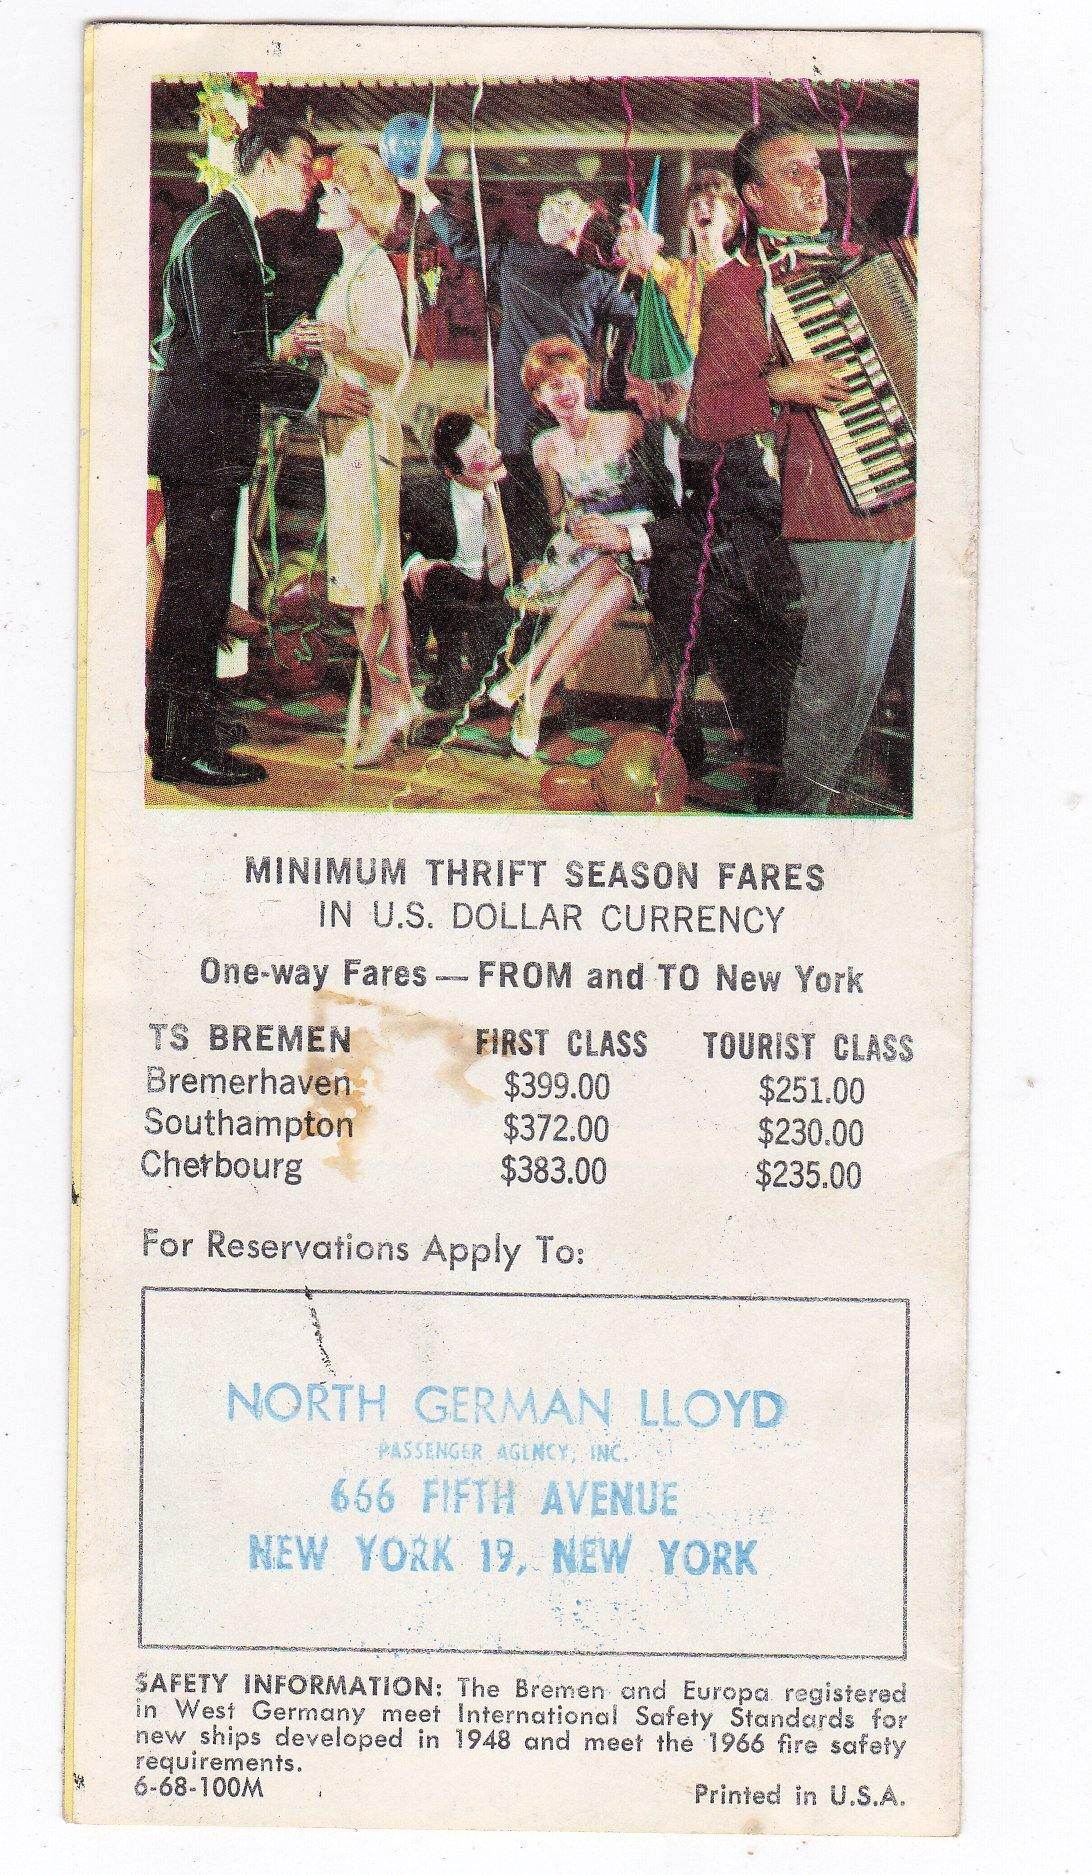 MINIMUM THRIFT SEASON FARES
IN U.S. DOLLAR CURRENCY
One-way Fares — FROM and TO New York
TS BREMEN FIRST CLASS TOURIST CLASS
Bremerhaven $399.00 $251.00
Southampton $372.00 $230.00
Cherbourg $383.00 $235.00
For Reservations Apply To:
NORTH GERMAN LLOYD
PASSENGER AGENCY, INC.
666 FIFTH AVENUE
NEW YORK 19, NEW YORK
SAFETY INFORMATION: The Bremen and Europa registered
in West Germany meet International Safety Standards for
new ships developed in 1948 and meet the 1966 fire safety
requirements.
6-68-100M Printed in U.S.A.